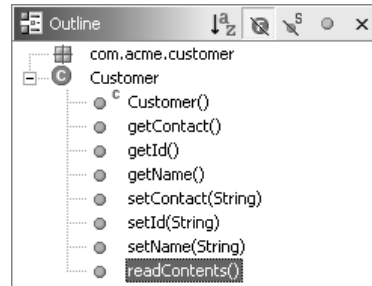 Outline
com.acme.customer
Customer
Customer()
getContact()
getId()
getName()
setContact(String)
setId(String)
setName(String)
readContents()